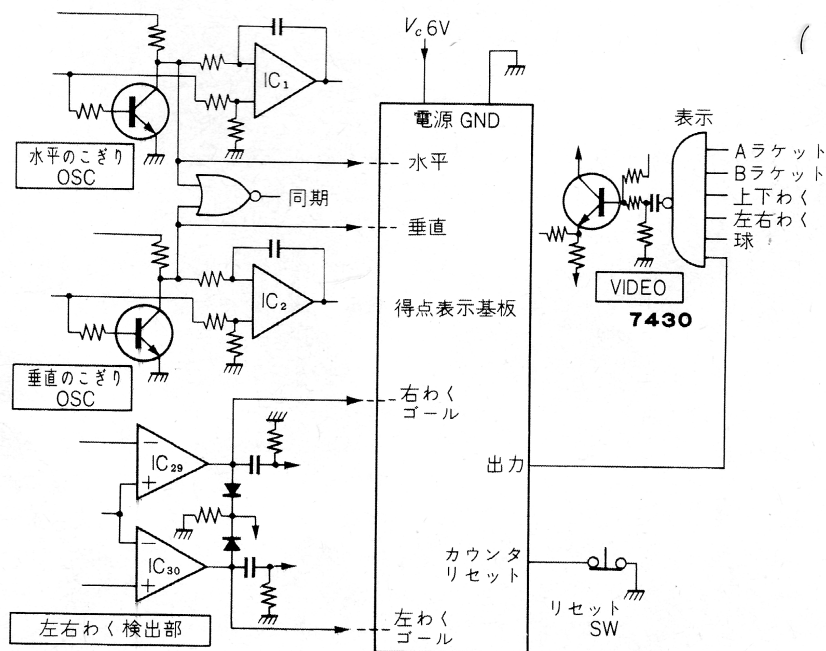 Vc 6V
IC1
水平のこぎり
OSC
電源 GND
水平
同期
垂直
表示
Aラケット
Bラケット
上下わく
左右わく
球
VIDEO
7430
IC2
垂直のこぎり
OSC
得点表示基板
右わく
ゴール
IC29
出力
IC30
カウンタ
リセット
リセット
SW
左右わく検出部
左わく
ゴール